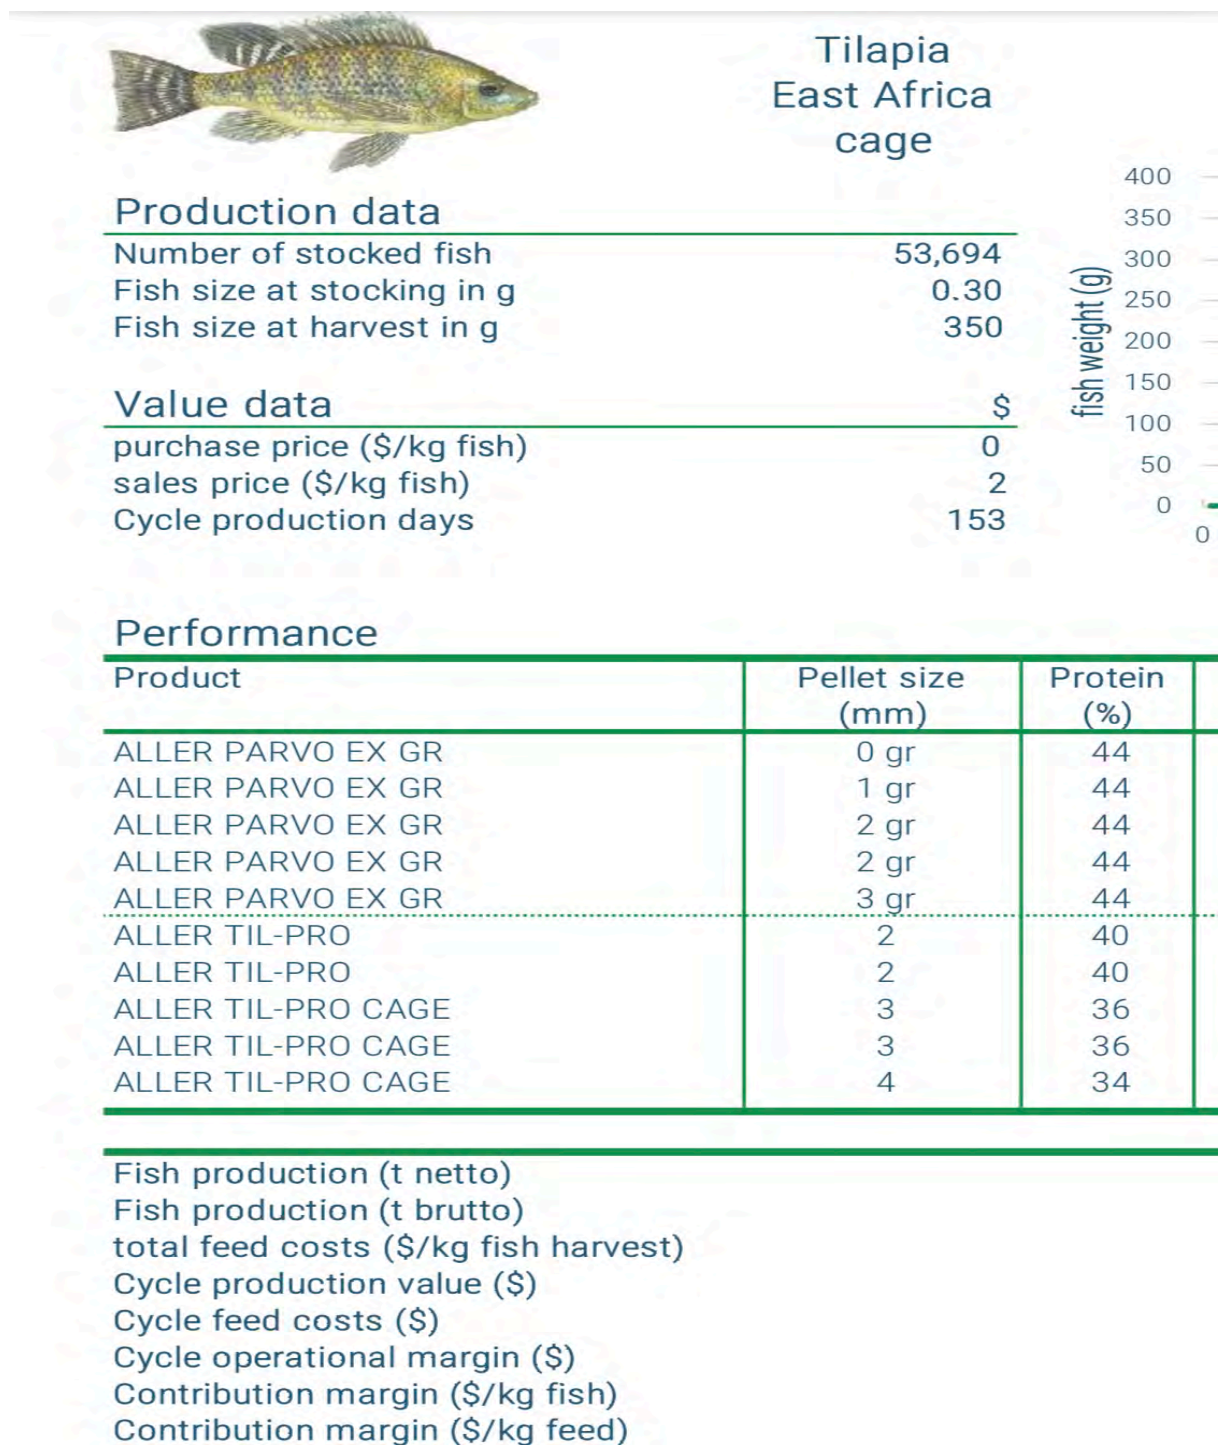 Tilapia
East Africa
cage
Production data
Number of stocked fish 53,694
Fish size at stocking in g 0.30
Fish size at harvest in g 350
Value data $
purchase price ($/kg fish) 0
sales price ($/kg fish) 2
Cycle production days 153
400
350
300
250
200
150
100
50
0
0
fish weight (g)
Performance
Product Pellet size (mm) Protein (%)
ALLER PARVO EX GR 0 gr 44
ALLER PARVO EX GR 1 gr 44
ALLER PARVO EX GR 2 gr 44
ALLER PARVO EX GR 2 gr 44
ALLER PARVO EX GR 3 gr 44
ALLER TIL-PRO 2 40
ALLER TIL-PRO 2 40
ALLER TIL-PRO CAGE 3 36
ALLER TIL-PRO CAGE 3 36
ALLER TIL-PRO CAGE 4 34
Fish production (t netto)
Fish production (t brutto)
total feed costs ($/kg fish harvest)
Cycle production value ($)
Cycle feed costs ($)
Cycle operational margin ($)
Contribution margin ($/kg fish)
Contribution margin ($/kg feed)